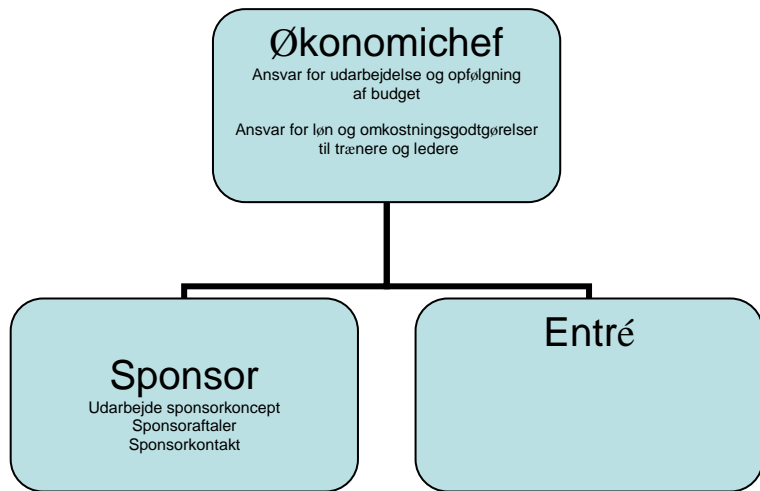 Økonomichef
Ansvar for udarbejdelse og opfølgning
af budget
Ansvar for løn og omkostningsgodtgørelser
til trænere og ledere
Sponsor
Udarbejde sponsorkoncept
Sponsoraftaler
Sponsorkontakt
Entré